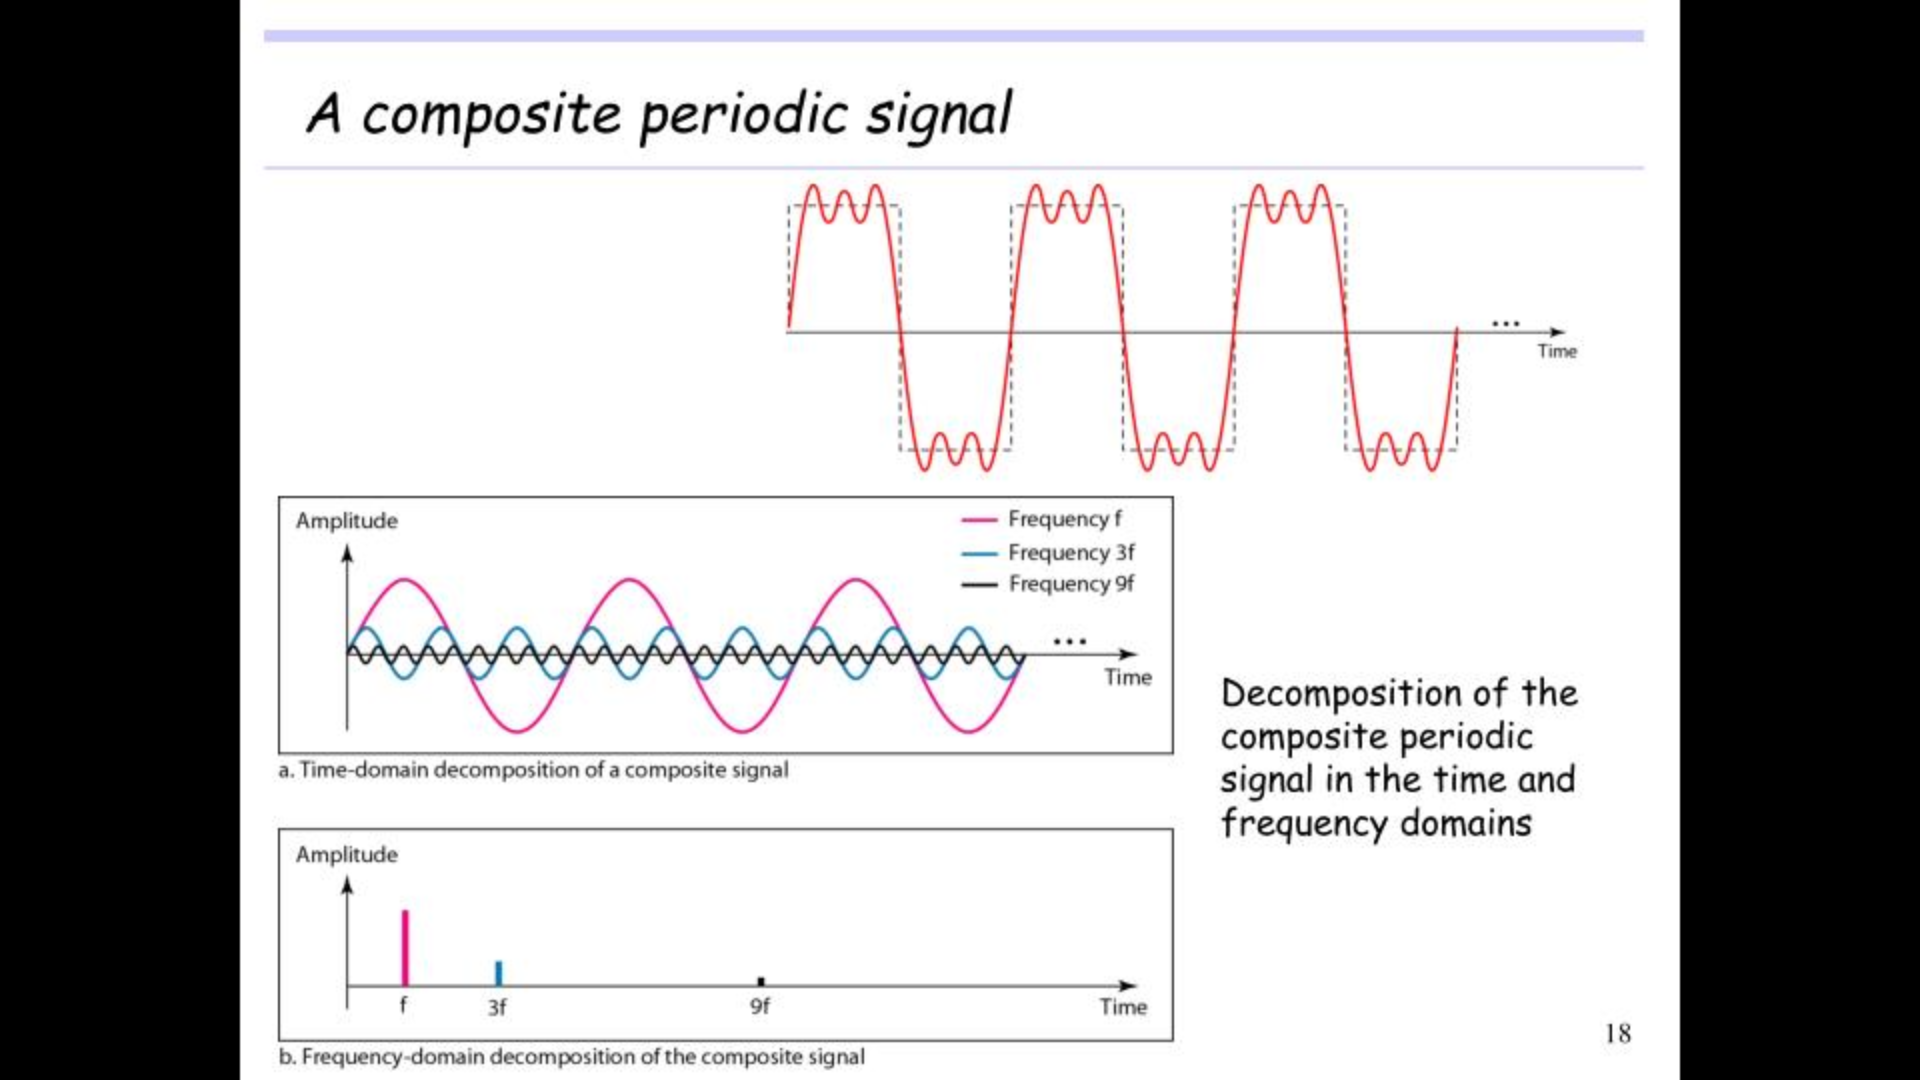 A composite periodic signal
...
Time
Amplitude
Frequency f
Frequency 3f
Frequency 9f
...
Time
a. Time-domain decomposition of a composite signal
Decomposition of the
composite periodic
signal in the time and
frequency domains
Amplitude
f
3f
9f
Time
b. Frequency-domain decomposition of the composite signal
18